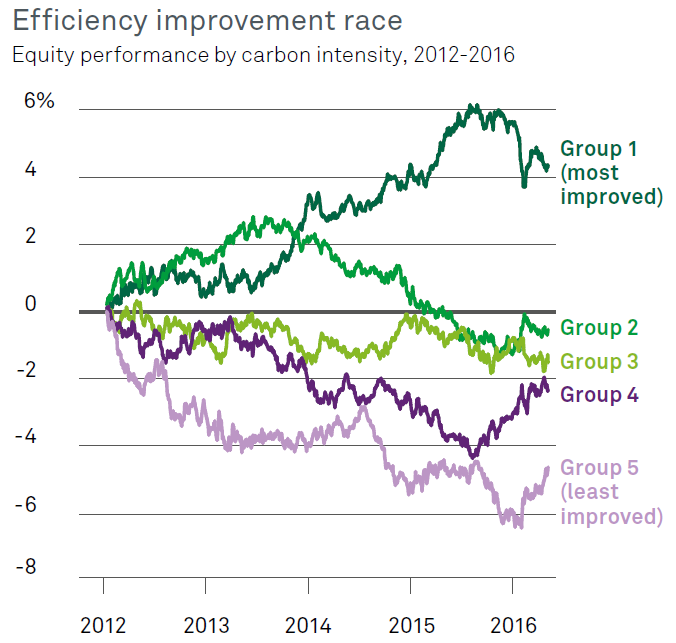 Efficiency improvement race
Equity performance by carbon intensity, 2012-2016
6%
4
2
0
-2
-4
-6
-8
Group 1
(most
improved)
Group 2
Group 3
Group 4
Group 5
(least
improved)
2012 2013 2014 2015 2016